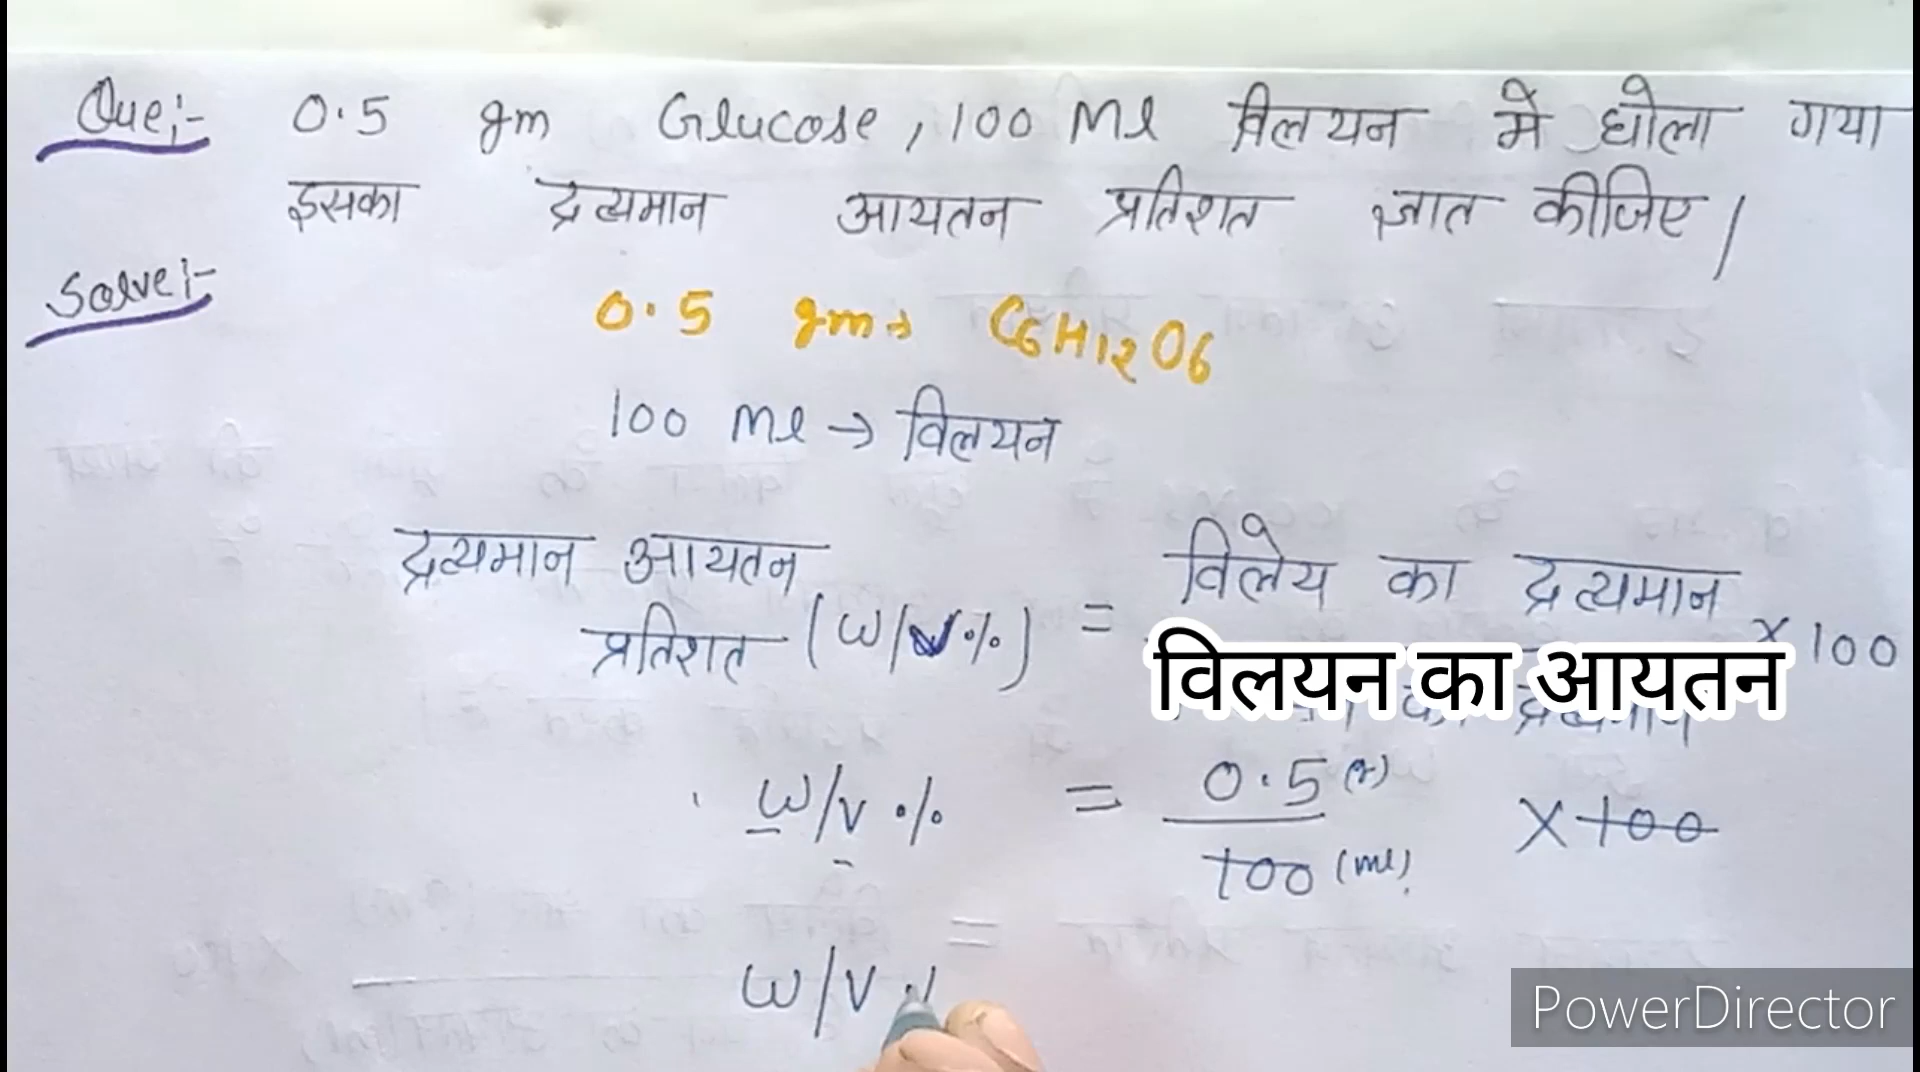 Que:- 0.5 gm Glucose, 100 Ml विलयन मे घोला गया
इसका द्रव्यमान आयतन प्रतिशत ज्ञात कीजिए |
Solve:-
0.5 gm → C6H12O6
100 Ml → विलयन
द्रव्यमान आयतन
प्रतिशत (W/V %) = विलेय का द्रव्यमान × 100
विलयन का आयतन
का द्रव्यमान
W/V % = 0.5 (g) × 100
100 (ml)
=
W/V %
PowerDirector